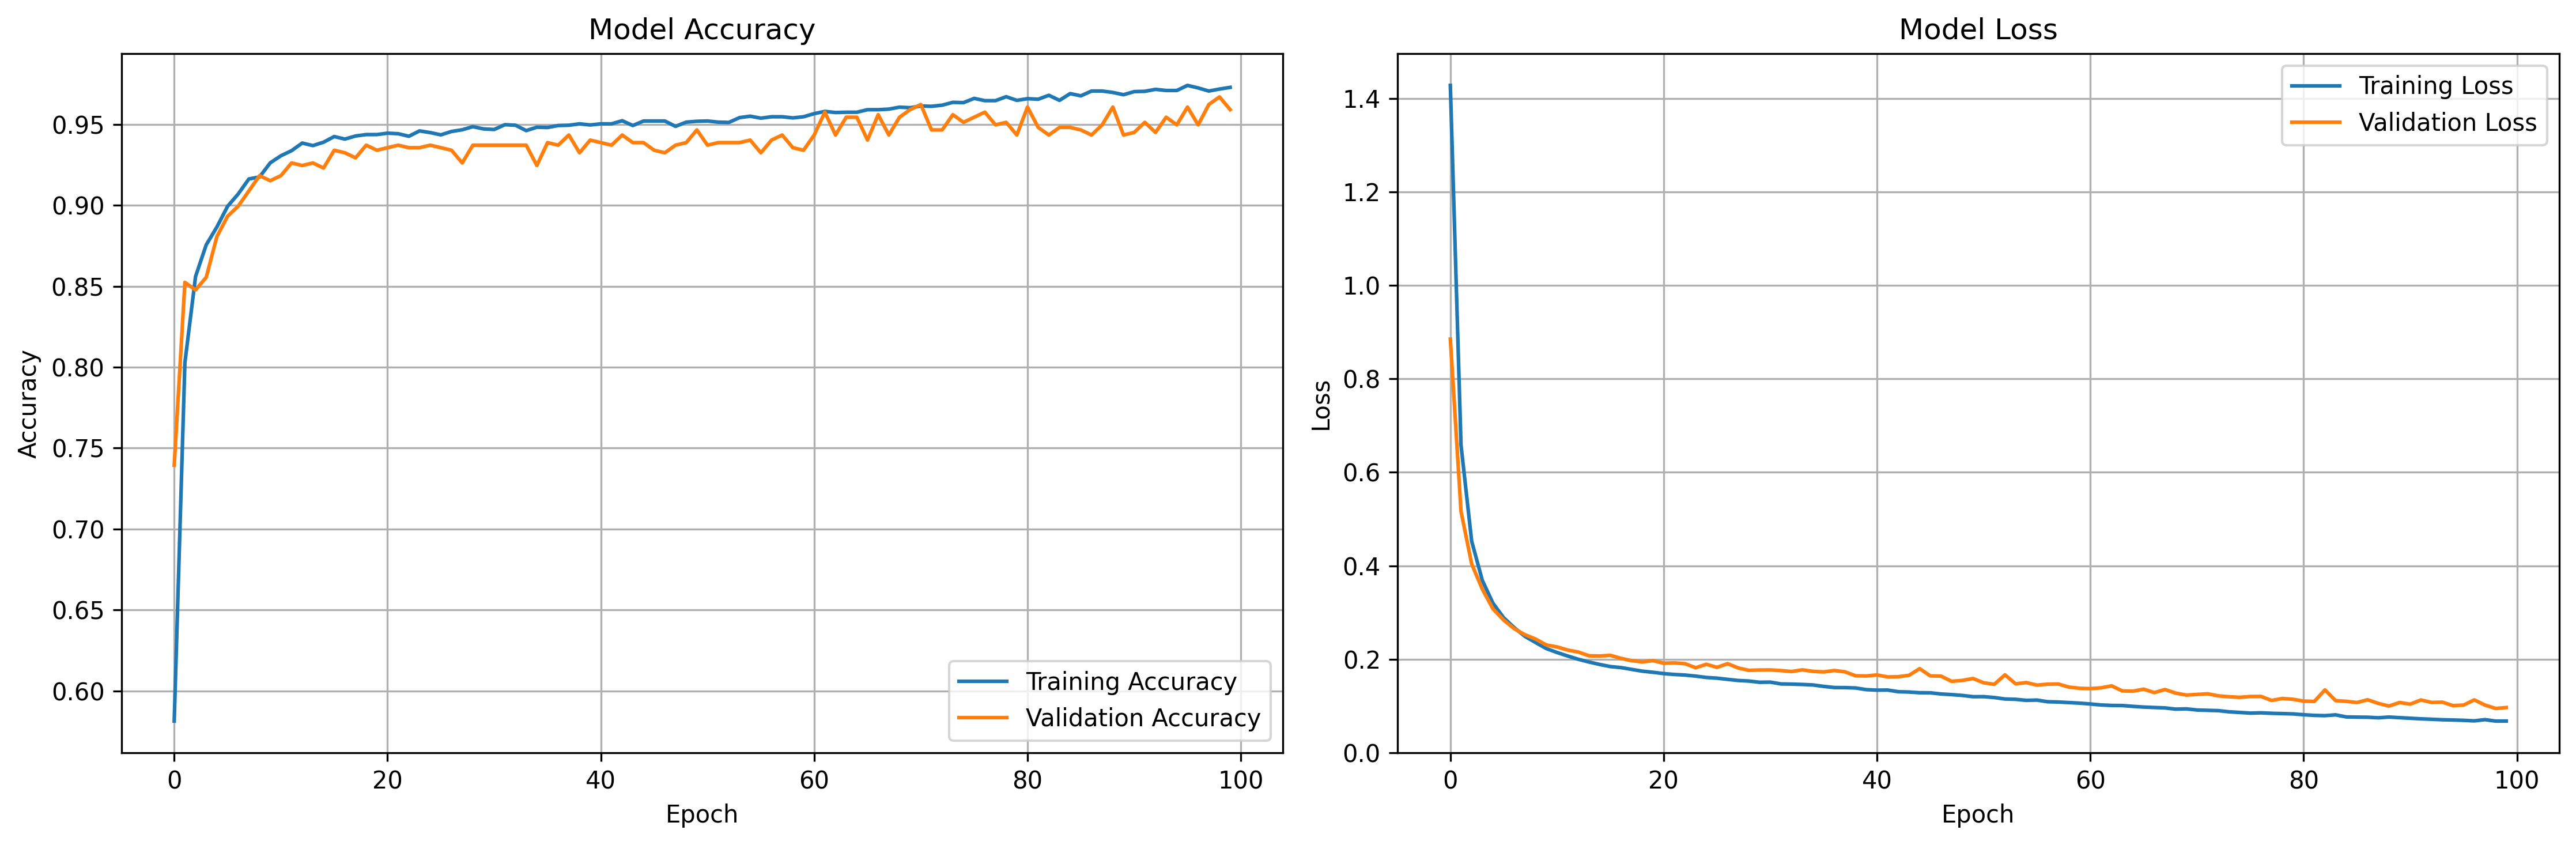 Model Accuracy
0.95
0.90
0.85
0.80
0.75
0.70
0.65
0.60
Accuracy
Training Accuracy
Validation Accuracy
0 20 40 60 80 100
Epoch
Model Loss
1.4
1.2
1.0
0.8
0.6
0.4
0.2
0.0
Loss
Training Loss
Validation Loss
0 20 40 60 80 100
Epoch